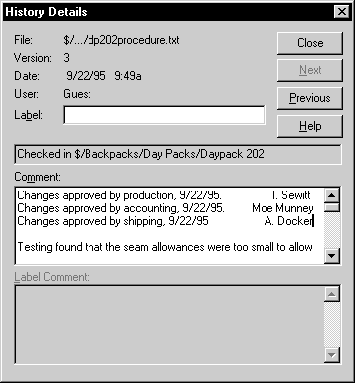 History Details
File: $/.../dp202procedure.txt
Close
Version: 3
Next
Date: 9/22/95 9:49a
User: Guest
Previous
Label:
Help
Checked in $/Backpacks/Day Packs/Daypack 202
Comment:
Changes approved by production, 9/22/95. T. Sewitt
Changes approved by accounting, 9/22/95. Moe Munney
Changes approved by shipping, 9/22/95 A. Docker
Testing found that the seam allowances were too small to allow
Label Comment: